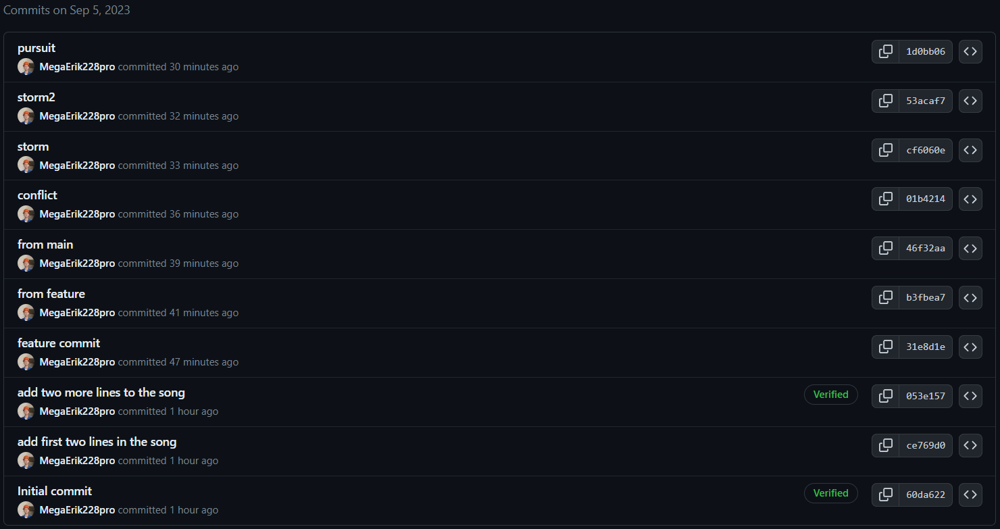 Commits on Sep 5, 2023
pursuit
1d0bb06
MegaErik228pro committed 30 minutes ago
storm2
53acaf7
MegaErik228pro committed 32 minutes ago
storm
cf6060e
MegaErik228pro committed 33 minutes ago
conflict
01b4214
MegaErik228pro committed 36 minutes ago
from main
46f32aa
MegaErik228pro committed 39 minutes ago
from feature
b3fbea7
MegaErik228pro committed 41 minutes ago
feature commit
31e8d1e
MegaErik228pro committed 47 minutes ago
add two more lines to the song
Verified
053e157
MegaErik228pro committed 1 hour ago
add first two lines in the song
ce769d0
MegaErik228pro committed 1 hour ago
Initial commit
Verified
60da622
MegaErik228pro committed 1 hour ago